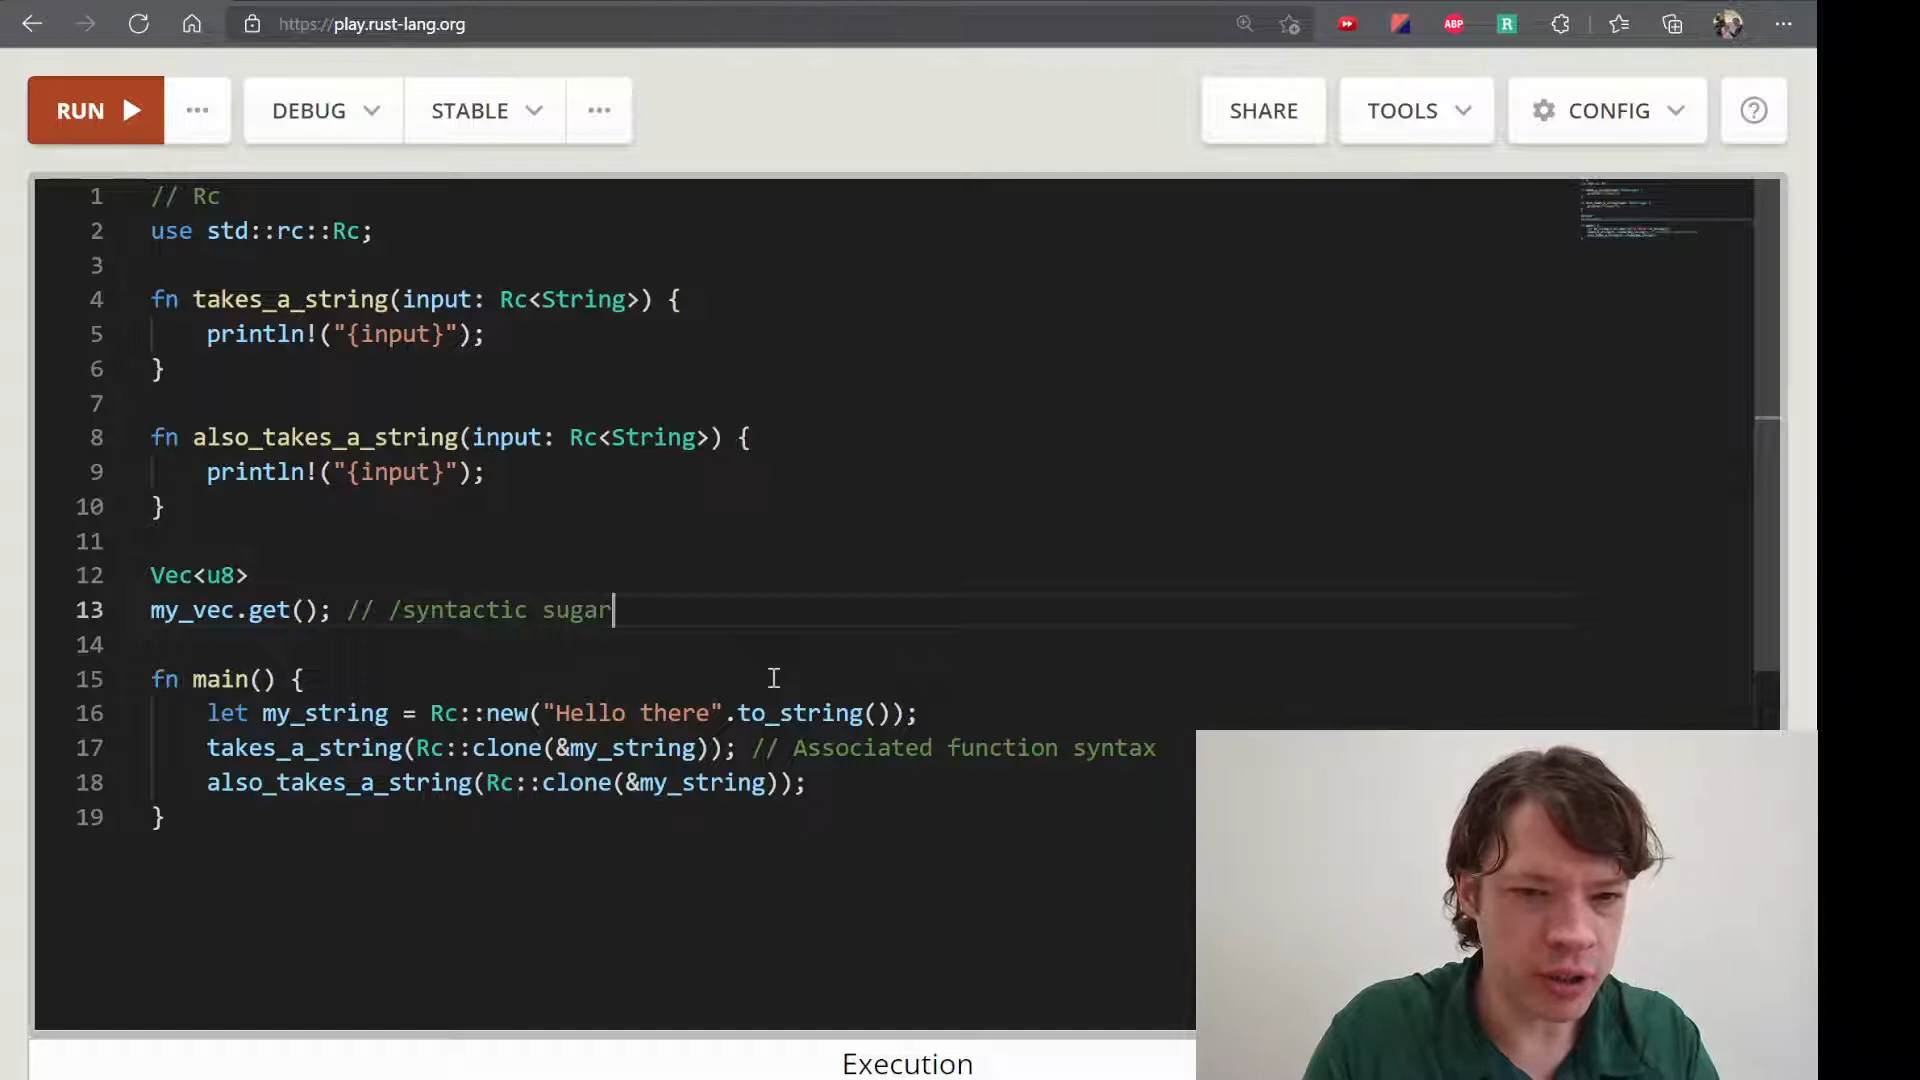 https://play.rust-lang.org
ABP
R
RUN
DEBUG
STABLE
SHARE
TOOLS
CONFIG
1 // Rc
2 use std::rc::Rc;
3
4 fn takes_a_string(input: Rc<String>) {
5 println!("{input}");
6 }
7
8 fn also_takes_a_string(input: Rc<String>) {
9 println!("{input}");
10 }
11
12 Vec<u8>
13 my_vec.get(); // /syntactic sugar
14
15 fn main() {
16 let my_string = Rc::new("Hello there".to_string());
17 takes_a_string(Rc::clone(&my_string)); // Associated function syntax
18 also_takes_a_string(Rc::clone(&my_string));
19 }
Execution